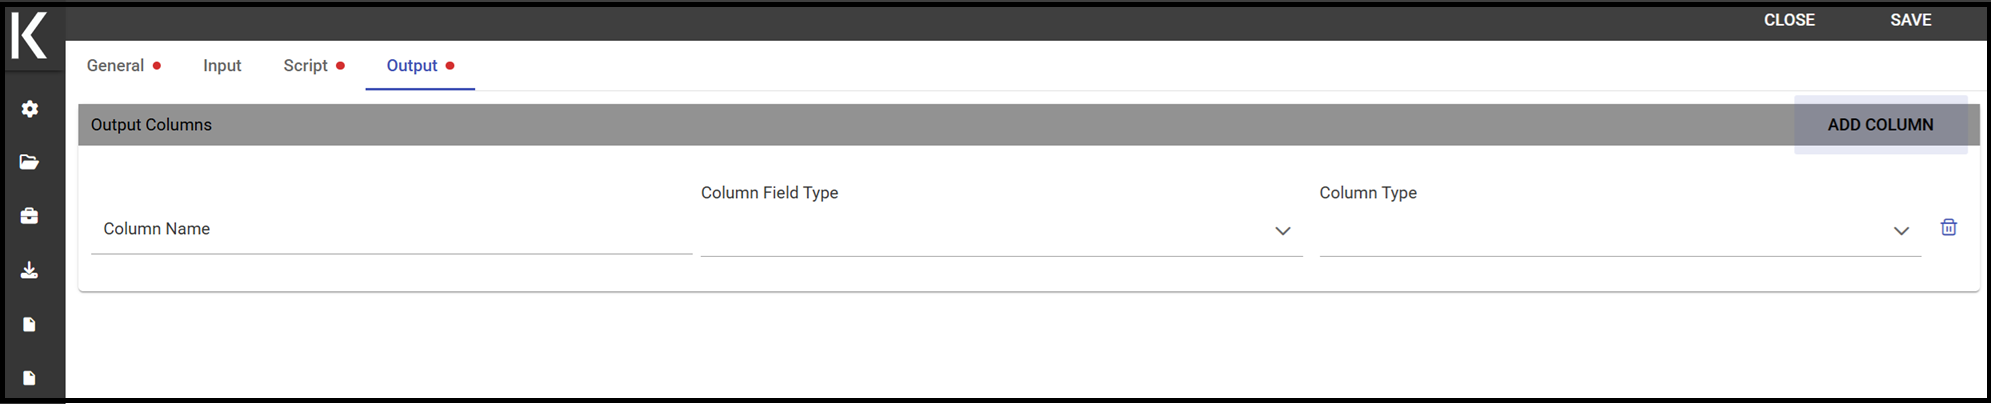 K
CLOSE SAVE
General Input Script Output
Output Columns ADD COLUMN
Column Field Type Column Type
Column Name